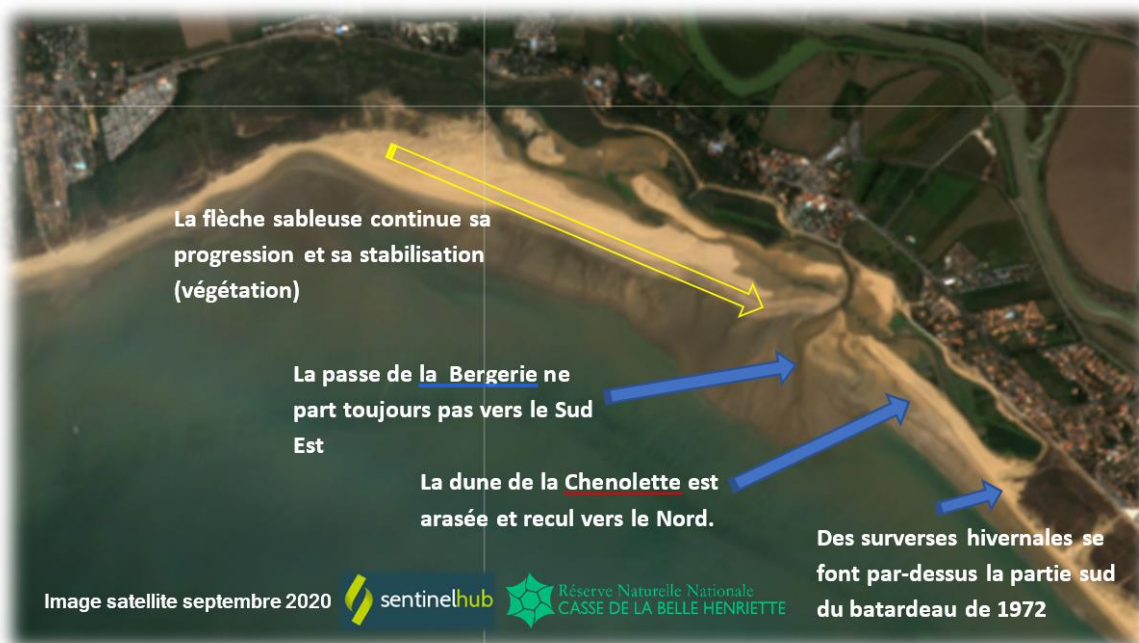 La flèche sableuse continue sa
progression et sa stabilisation
(végétation)
La passe de la Bergerie ne
part toujours pas vers le Sud
Est
La dune de la Chenolette est
arasée et recul vers le Nord.
Des surverses hivernales se
font par-dessus la partie sud
du batardeau de 1972
Image satellite septembre 2020
sentinelhub
Réserve Naturelle Nationale
CASSE DE LA BELLE HENRIETTE